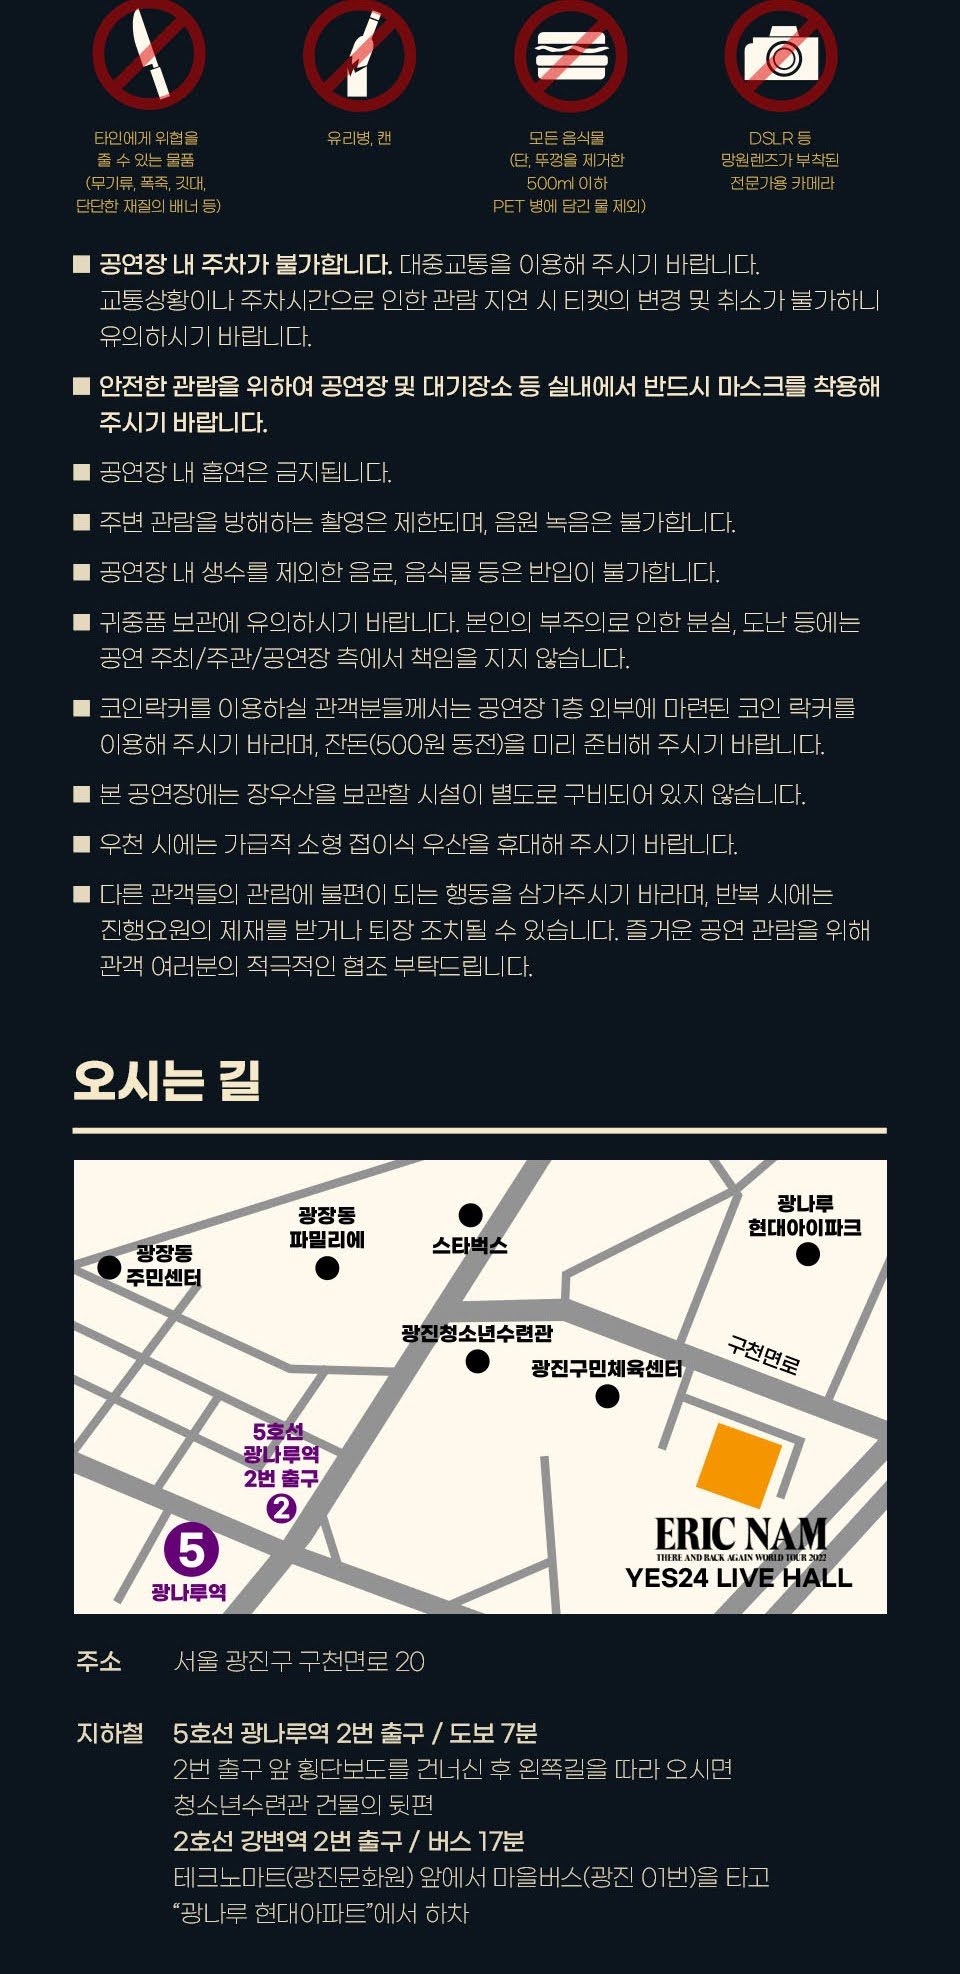 타인에게 위협을
줄 수 있는 물품
(무기류, 폭죽, 깃대,
단단한 재질의 배너 등)
유리병, 캔
모든 음식물
(단, 뚜껑을 제거한
500ml 이하
PET 병에 담긴 물 제외)
DSLR 등
망원렌즈가 부착된
전문가용 카메라
■ 공연장 내 주차가 불가합니다. 대중교통을 이용해 주시기 바랍니다.
교통상황이나 주차시간으로 인한 관람 지연 시 티켓의 변경 및 취소가 불가하니
유의하시기 바랍니다.
■ 안전한 관람을 위하여 공연장 및 대기장소 등 실내에서 반드시 마스크를 착용해
주시기 바랍니다.
■ 공연장 내 흡연은 금지됩니다.
■ 주변 관람을 방해하는 촬영은 제한되며, 음원 녹음은 불가합니다.
■ 공연장 내 생수를 제외한 음료, 음식물 등은 반입이 불가합니다.
■ 귀중품 보관에 유의하시기 바랍니다. 본인의 부주의로 인한 분실, 도난 등에는
공연 주최/주관/공연장 측에서 책임을 지지 않습니다.
■ 코인락커를 이용하실 관객분들께서는 공연장 1층 외부에 마련된 코인 락커를
이용해 주시기 바라며, 잔돈(500원 동전)을 미리 준비해 주시기 바랍니다.
■ 본 공연장에는 장우산을 보관할 시설이 별도로 구비되어 있지 않습니다.
■ 우천 시에는 가급적 소형 접이식 우산을 휴대해 주시기 바랍니다.
■ 다른 관객들의 관람에 불편이 되는 행동을 삼가주시기 바라며, 반복 시에는
진행요원의 제재를 받거나 퇴장 조치될 수 있습니다. 즐거운 공연 관람을 위해
관객 여러분의 적극적인 협조 부탁드립니다.
오시는 길
광장동
주민센터
광장동
파밀리에
스타벅스
광나루
현대아이파크
광진청소년수련관
광진구민체육센터
구천면로
5호선
광나루역
2번 출구
2
5
광나루역
ERIC NAM
THERE AND BACK AGAIN WORLD TOUR 2022
YES24 LIVE HALL
주소 서울 광진구 구천면로 20
지하철 5호선 광나루역 2번 출구 / 도보 7분
2번 출구 앞 횡단보도를 건너신 후 왼쪽길을 따라 오시면
청소년수련관 건물의 뒷편
2호선 강변역 2번 출구 / 버스 17분
테크노마트(광진문화원) 앞에서 마을버스(광진 01번)을 타고
“광나루 현대아파트”에서 하차